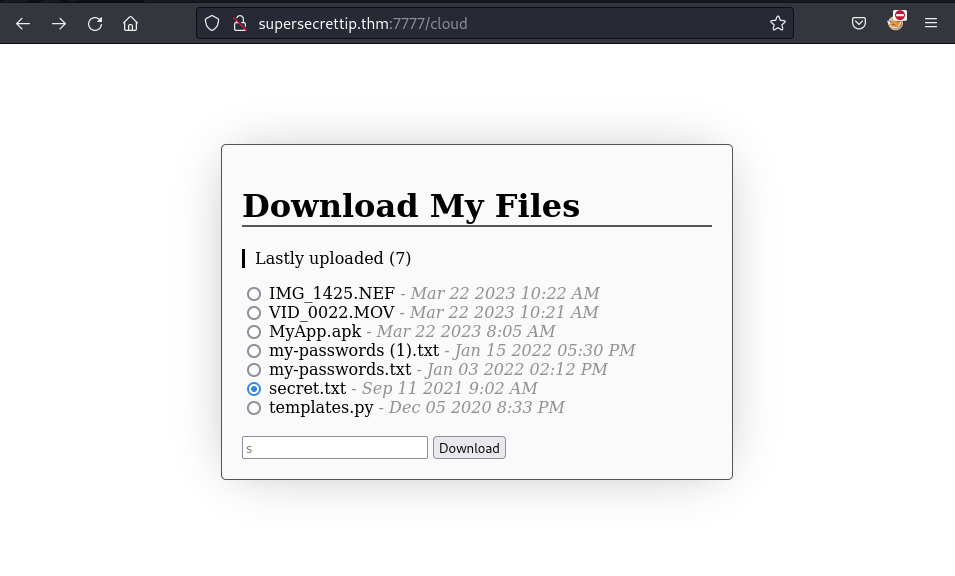 supersecrettip.thm:7777/cloud
Download My Files
Lastly uploaded (7)
IMG_1425.NEF - Mar 22 2023 10:22 AM
VID_0022.MOV - Mar 22 2023 10:21 AM
MyApp.apk - Mar 22 2023 8:05 AM
my-passwords (1).txt - Jan 15 2022 05:30 PM
my-passwords.txt - Jan 03 2022 02:12 PM
secret.txt - Sep 11 2021 9:02 AM
templates.py - Dec 05 2020 8:33 PM
s Download